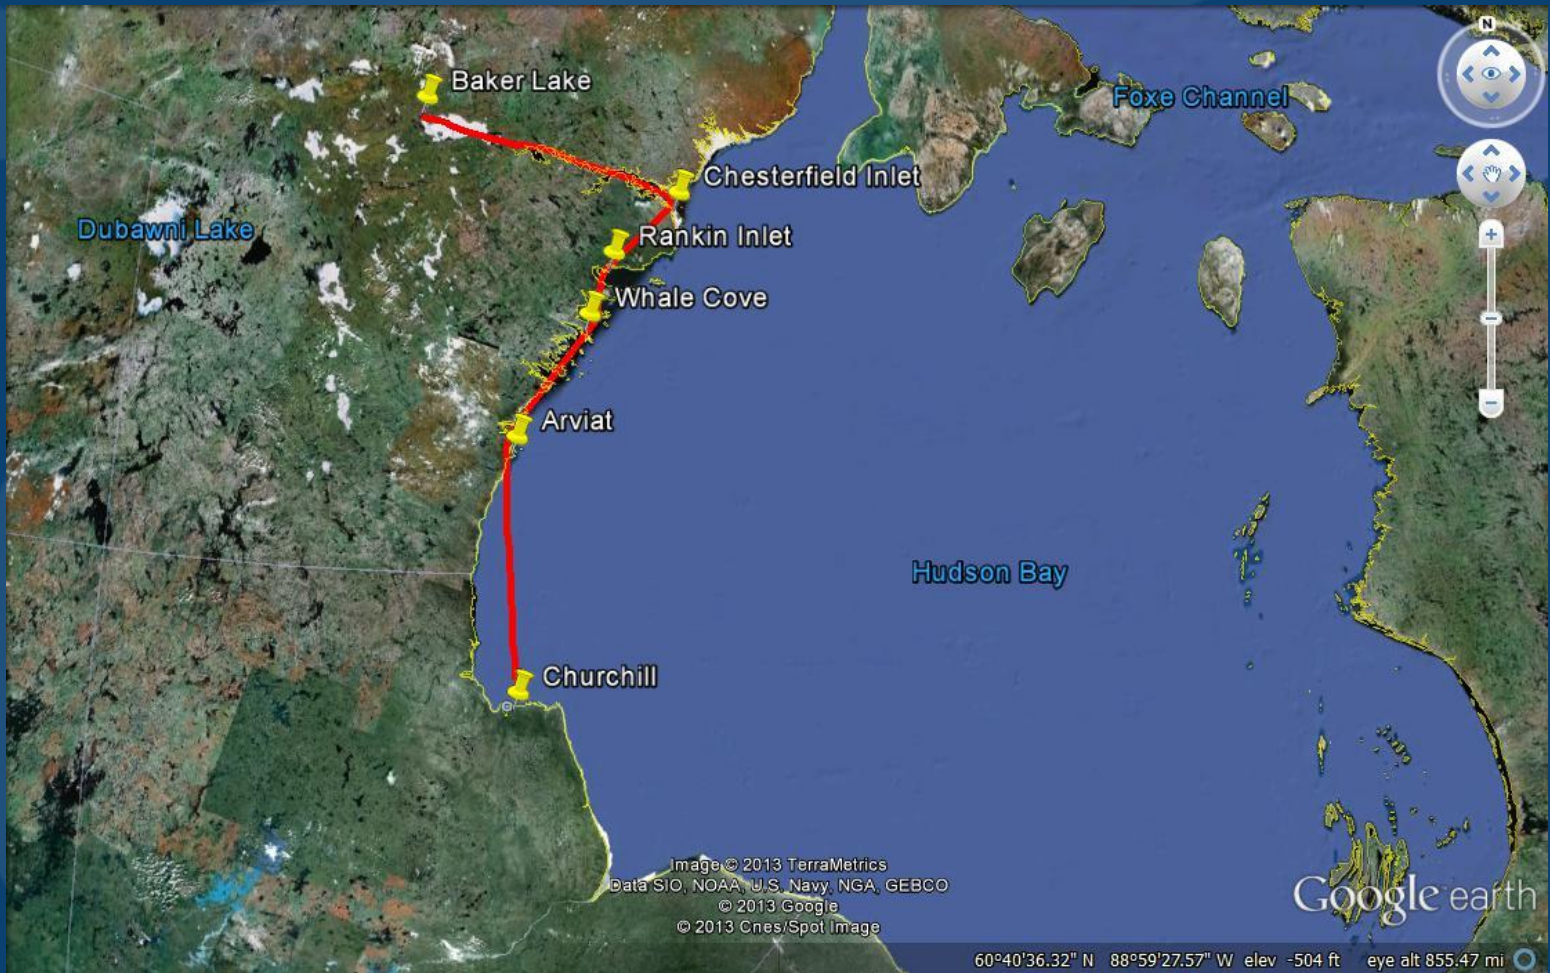 N
Baker Lake
Foxe Channel
Chesterfield Inlet
Dubawni Lake
Rankin Inlet
Whale Cove
Arviat
Hudson Bay
Churchill
Image © 2013 TerraMetrics
Data SIO, NOAA, U.S. Navy, NGA, GEBCO
© 2013 Google
© 2013 Cnes/Spot Image
Google earth
60°40'36.32" N 88°59'27.57" W elev -504 ft eye alt 855.47 mi